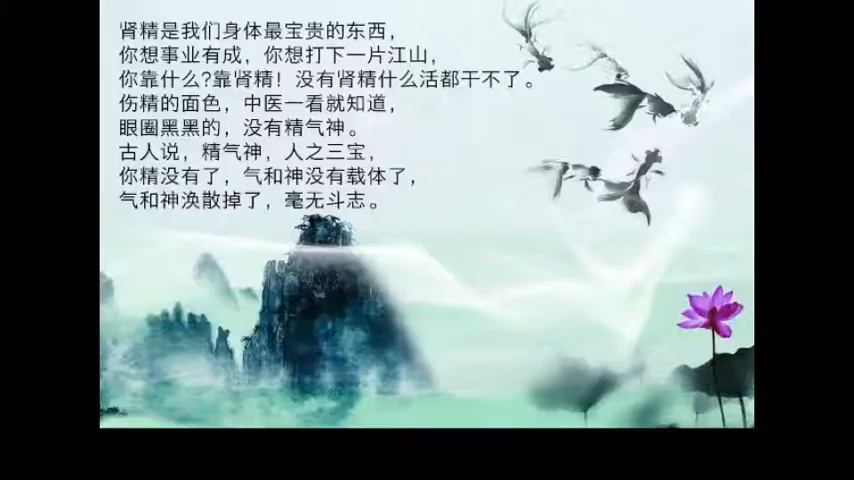 肾精是我们身体最宝贵的东西，
你想事业有成，你想打下一片江山，
你靠什么?靠肾精！没有肾精什么活都干不了。
伤精的面色，中医一看就知道，
眼圈黑黑的，没有精气神。
古人说，精气神，人之三宝，
你精没有了，气和神没有载体了，
气和神涣散掉了，毫无斗志。